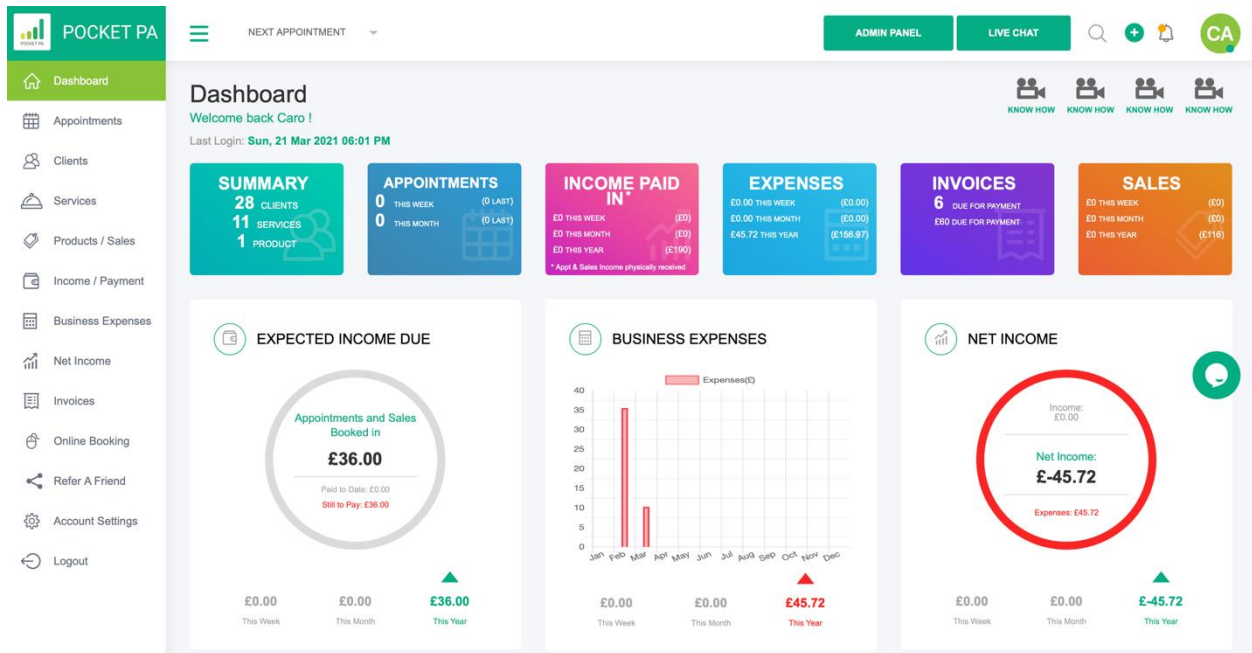 POCKET PA
POCKET PA
NEXT APPOINTMENT
ADMIN PANEL
LIVE CHAT
CA
Dashboard
Appointments
Clients
Services
Products / Sales
Income / Payment
Business Expenses
Net Income
Invoices
Online Booking
Refer A Friend
Account Settings
Logout
Dashboard
Welcome back Caro !
Last Login: Sun, 21 Mar 2021 06:01 PM
KNOW HOW KNOW HOW KNOW HOW KNOW HOW
SUMMARY
28 CLIENTS
11 SERVICES
1 PRODUCT
APPOINTMENTS
0 THIS WEEK (0 LAST)
0 THIS MONTH (0 LAST)
INCOME PAID
IN*
£0 THIS WEEK (£0)
£0 THIS MONTH (£0)
£0 THIS YEAR (£190)
* Appt & Sales Income physically received
EXPENSES
£0.00 THIS WEEK (£0.00)
£0.00 THIS MONTH (£0.00)
£45.72 THIS YEAR (£156.97)
INVOICES
6 DUE FOR PAYMENT
£60 DUE FOR PAYMENT
SALES
£0 THIS WEEK (£0)
£0 THIS MONTH (£0)
£0 THIS YEAR (£116)
EXPECTED INCOME DUE
Appointments and Sales
Booked in
£36.00
Paid to Date: £0.00
Still to Pay: £36.00
£0.00 £0.00 £36.00
This Week This Month This Year
BUSINESS EXPENSES
Expenses(£)
40
35
30
25
20
15
10
5
0
Jan Feb Mar Apr May Jun Jul Aug Sep Oct Nov Dec
£0.00 £0.00 £45.72
This Week This Month This Year
NET INCOME
Income:
£0.00
Net Income:
£-45.72
Expenses: £45.72
£0.00 £0.00 £-45.72
This Week This Month This Year